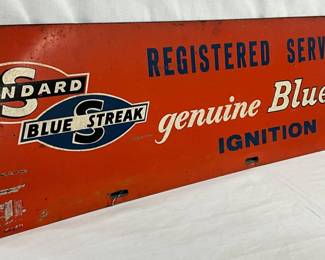 S
NDARD
S
BLUE STREAK
REGISTERED SERV
genuine Blue
IGNITION